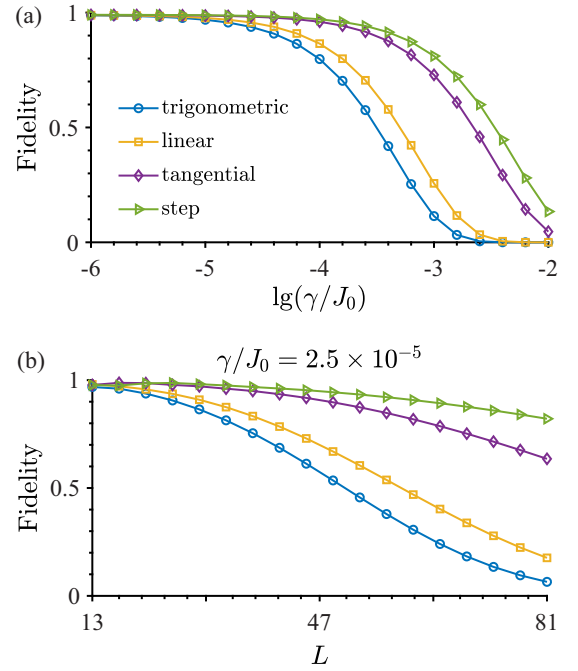 (a)
1
0.5
0
Fidelity
trigonometric
linear
tangential
step
-6 -5 -4 -3 -2
lg(γ/J₀)
(b)
γ/J₀ = 2.5 × 10⁻⁵
1
0.5
0
Fidelity
13 47 81
L